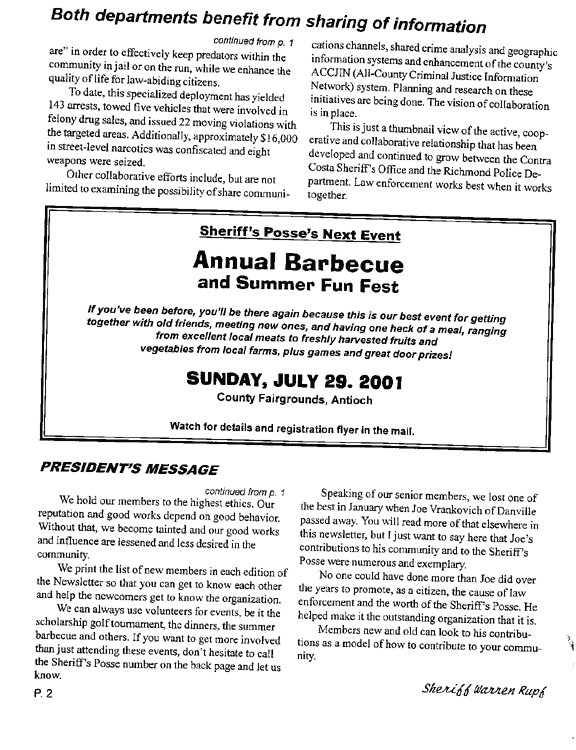 Both departments benefit from sharing of information
continued from p. 1
are" in order to effectively keep predators within the
community in jail or on the run, while we enhance the
quality of life for law-abiding citizens.
To date, this specialized deployment has yielded
143 arrests, towed five vehicles that were involved in
felony drug sales, and issued 22 moving violations with
the targeted areas. Additionally, approximately $16,000
in street-level narcotics was confiscated and eight
weapons were seized.
Other collaborative efforts include, but are not
limited to examining the possibility of share communi-
cations channels, shared crime analysis and geographic
information systems and enhancement of the county's
ACCJIN (All-County Criminal Justice Information
Network) system. Planning and research on these
initiatives are being done. The vision of collaboration
is in place.
This is just a thumbnail view of the active, coop-
erative and collaborative relationship that has been
developed and continued to grow between the Contra
Costa Sheriff's Office and the Richmond Police De-
partment. Law enforcement works best when it works
together.
Sheriff's Posse's Next Event
Annual Barbecue
and Summer Fun Fest
If you've been before, you'll be there again because this is our best event for getting
together with old friends, meeting new ones, and having one heck of a meal, ranging
from excellent local meats to freshly harvested fruits and
vegetables from local farms, plus games and great door prizes!
SUNDAY, JULY 29. 2001
County Fairgrounds, Antioch
Watch for details and registration flyer in the mail.
PRESIDENT'S MESSAGE
continued from p. 1
We hold our members to the highest ethics. Our
reputation and good works depend on good behavior.
Without that, we become tainted and our good works
and influence are lessened and less desired in the
community.
We print the list of new members in each edition of
the Newsletter so that you can get to know each other
and help the newcomers get to know the organization.
We can always use volunteers for events, be it the
scholarship golf tournament, the dinners, the summer
barbecue and others. If you want to get more involved
than just attending these events, don't hesitate to call
the Sheriff's Posse number on the back page and let us
know.
Speaking of our senior members, we lost one of
the best in January when Joe Vrankovich of Danville
passed away. You will read more of that elsewhere in
this newsletter, but I just want to say here that Joe's
contributions to his community and to the Sheriff's
Posse were numerous and exemplary.
No one could have done more than Joe did over
the years to promote, as a citizen, the cause of law
enforcement and the worth of the Sheriff's Posse. He
helped make it the outstanding organization that it is.
Members new and old can look to his contribu-
tions as a model of how to contribute to your commu-
nity.
Sheriff Warren Rupf
P. 2